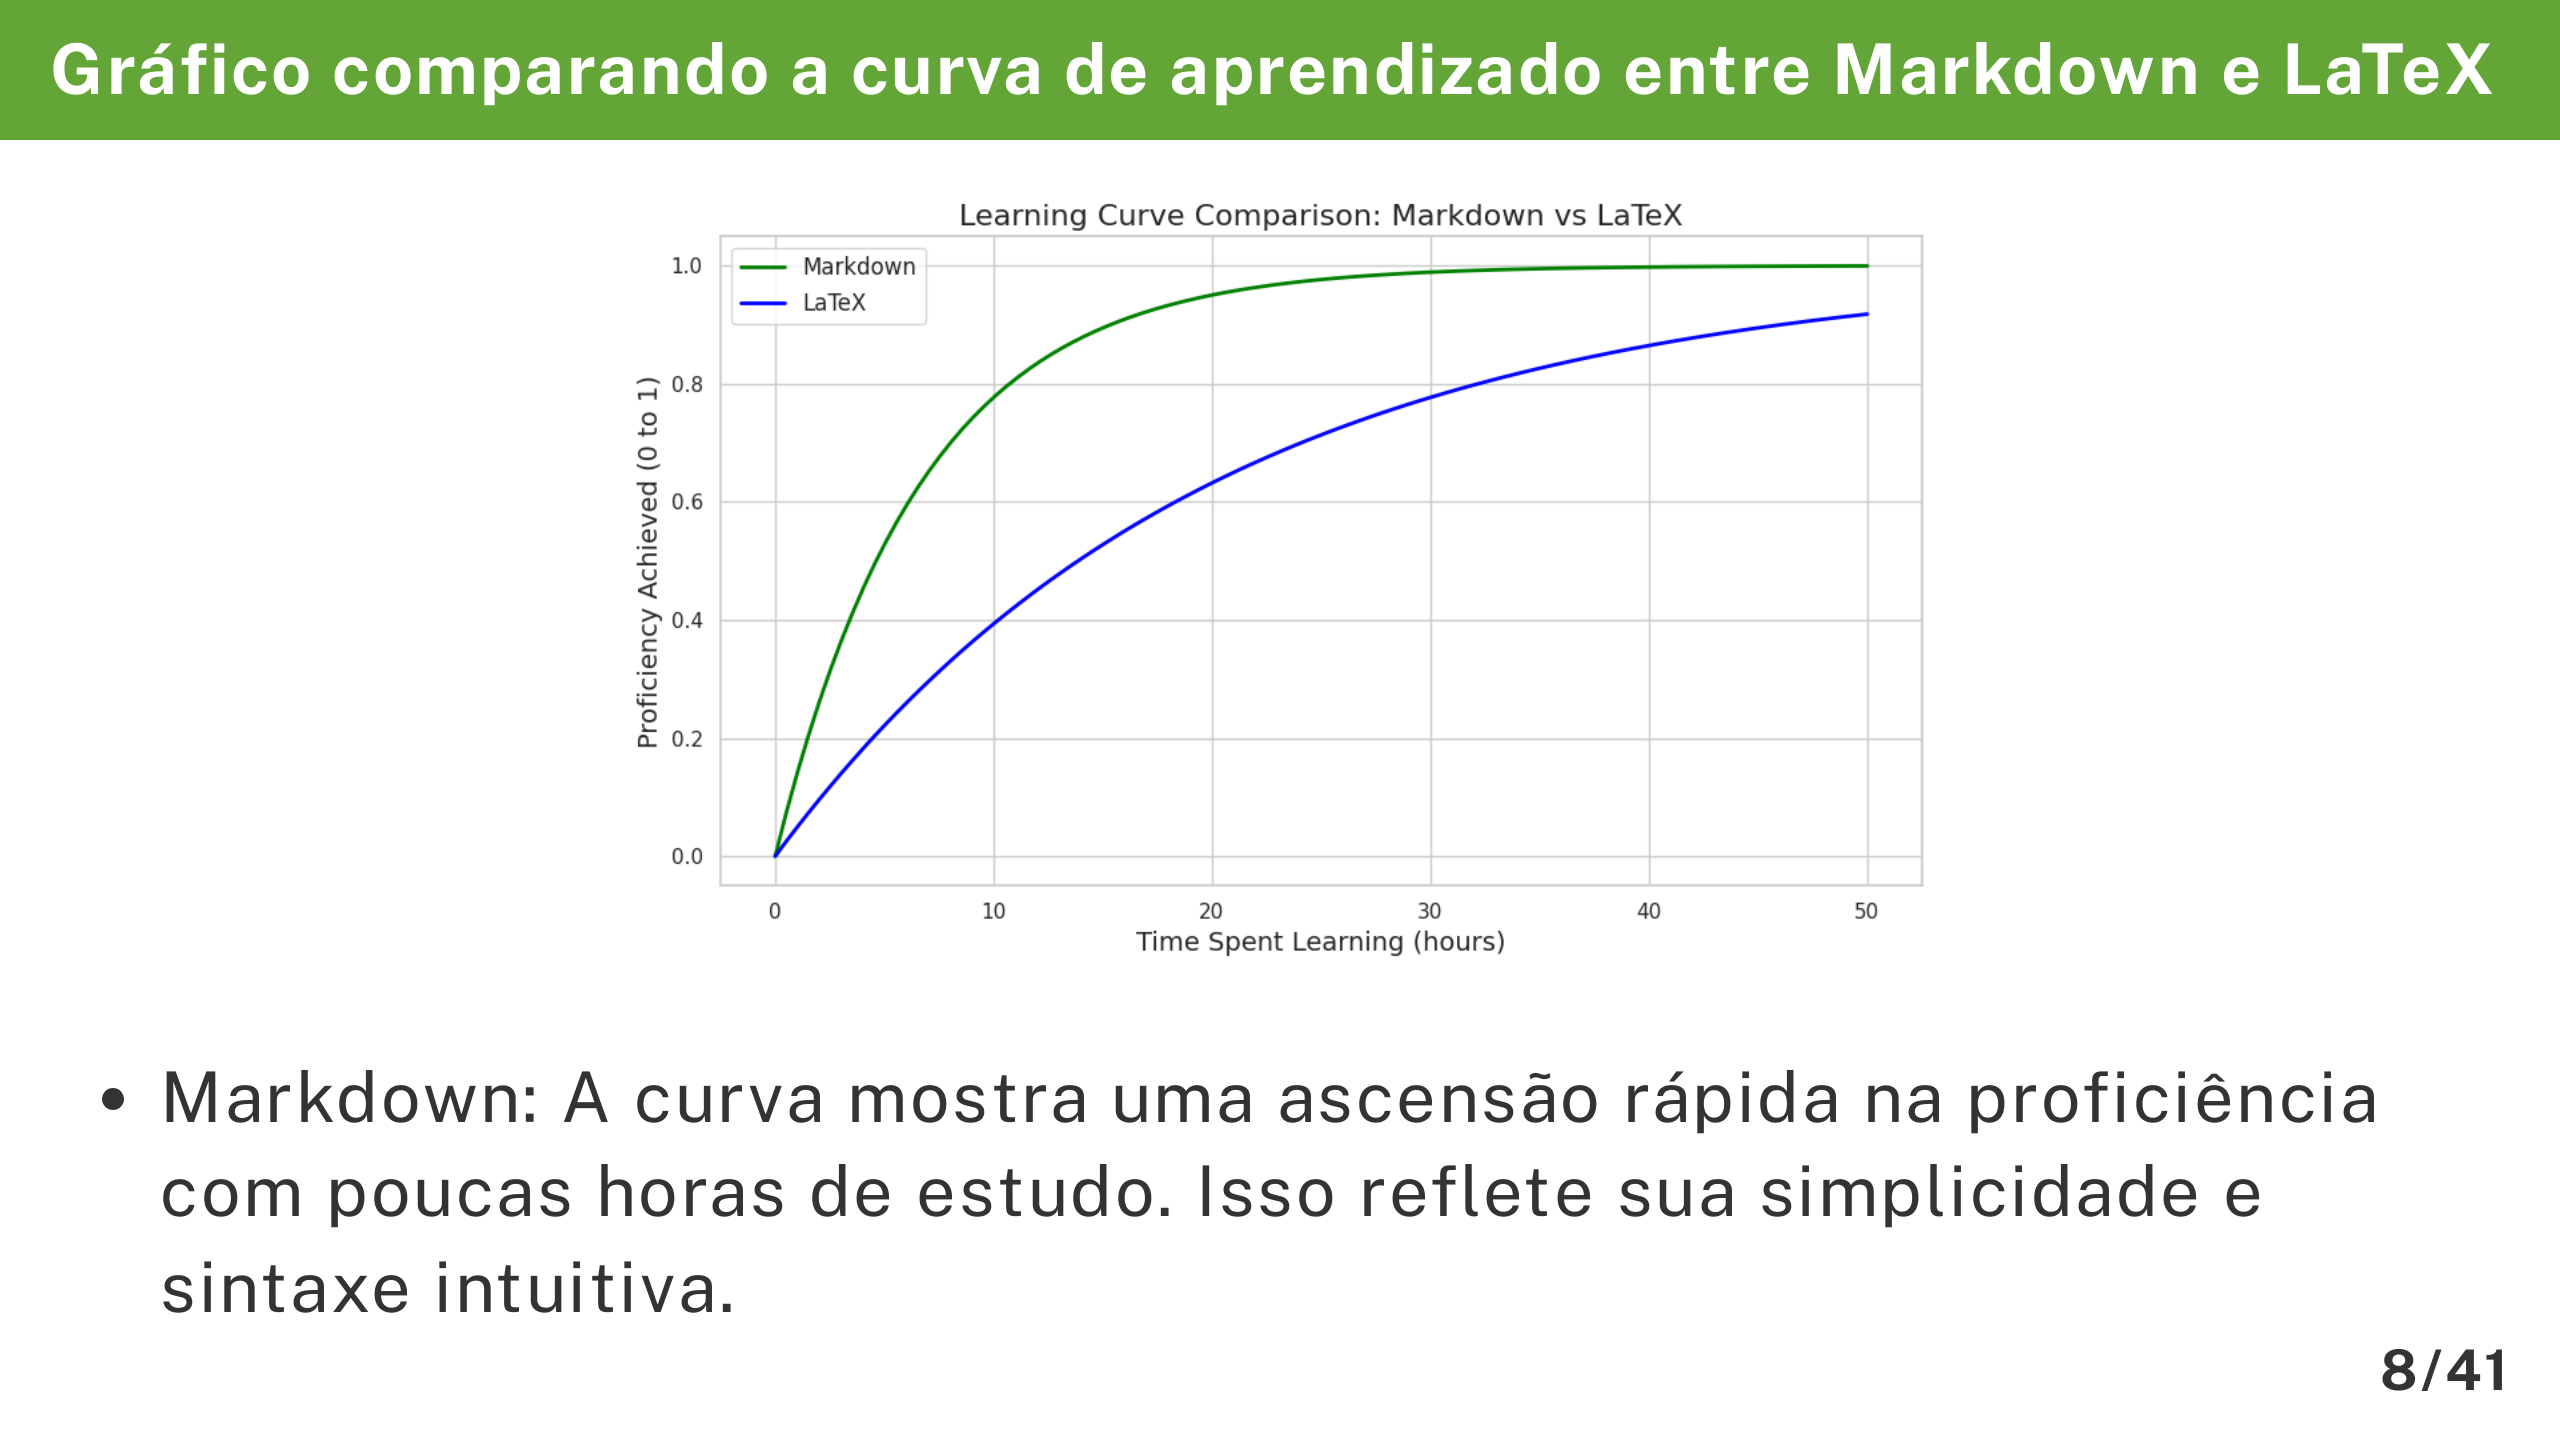 Gráfico comparando a curva de aprendizado entre Markdown e LaTeX
Learning Curve Comparison: Markdown vs LaTeX
Markdown
LaTeX
Proficiency Achieved (0 to 1)
1.0
0.8
0.6
0.4
0.2
0.0
0 10 20 30 40 50
Time Spent Learning (hours)
• Markdown: A curva mostra uma ascensão rápida na proficiência
com poucas horas de estudo. Isso reflete sua simplicidade e
sintaxe intuitiva.
8/41